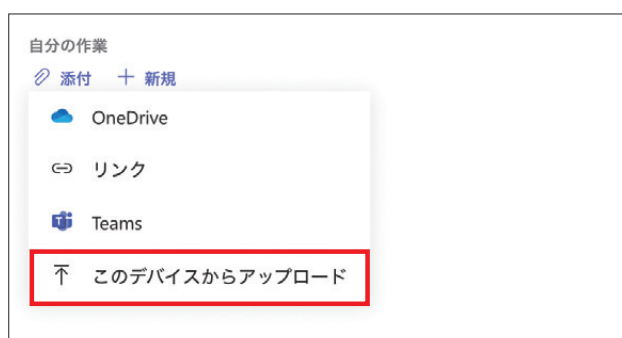 自分の作業
添付 新規
OneDrive
リンク
Teams
このデバイスからアップロード